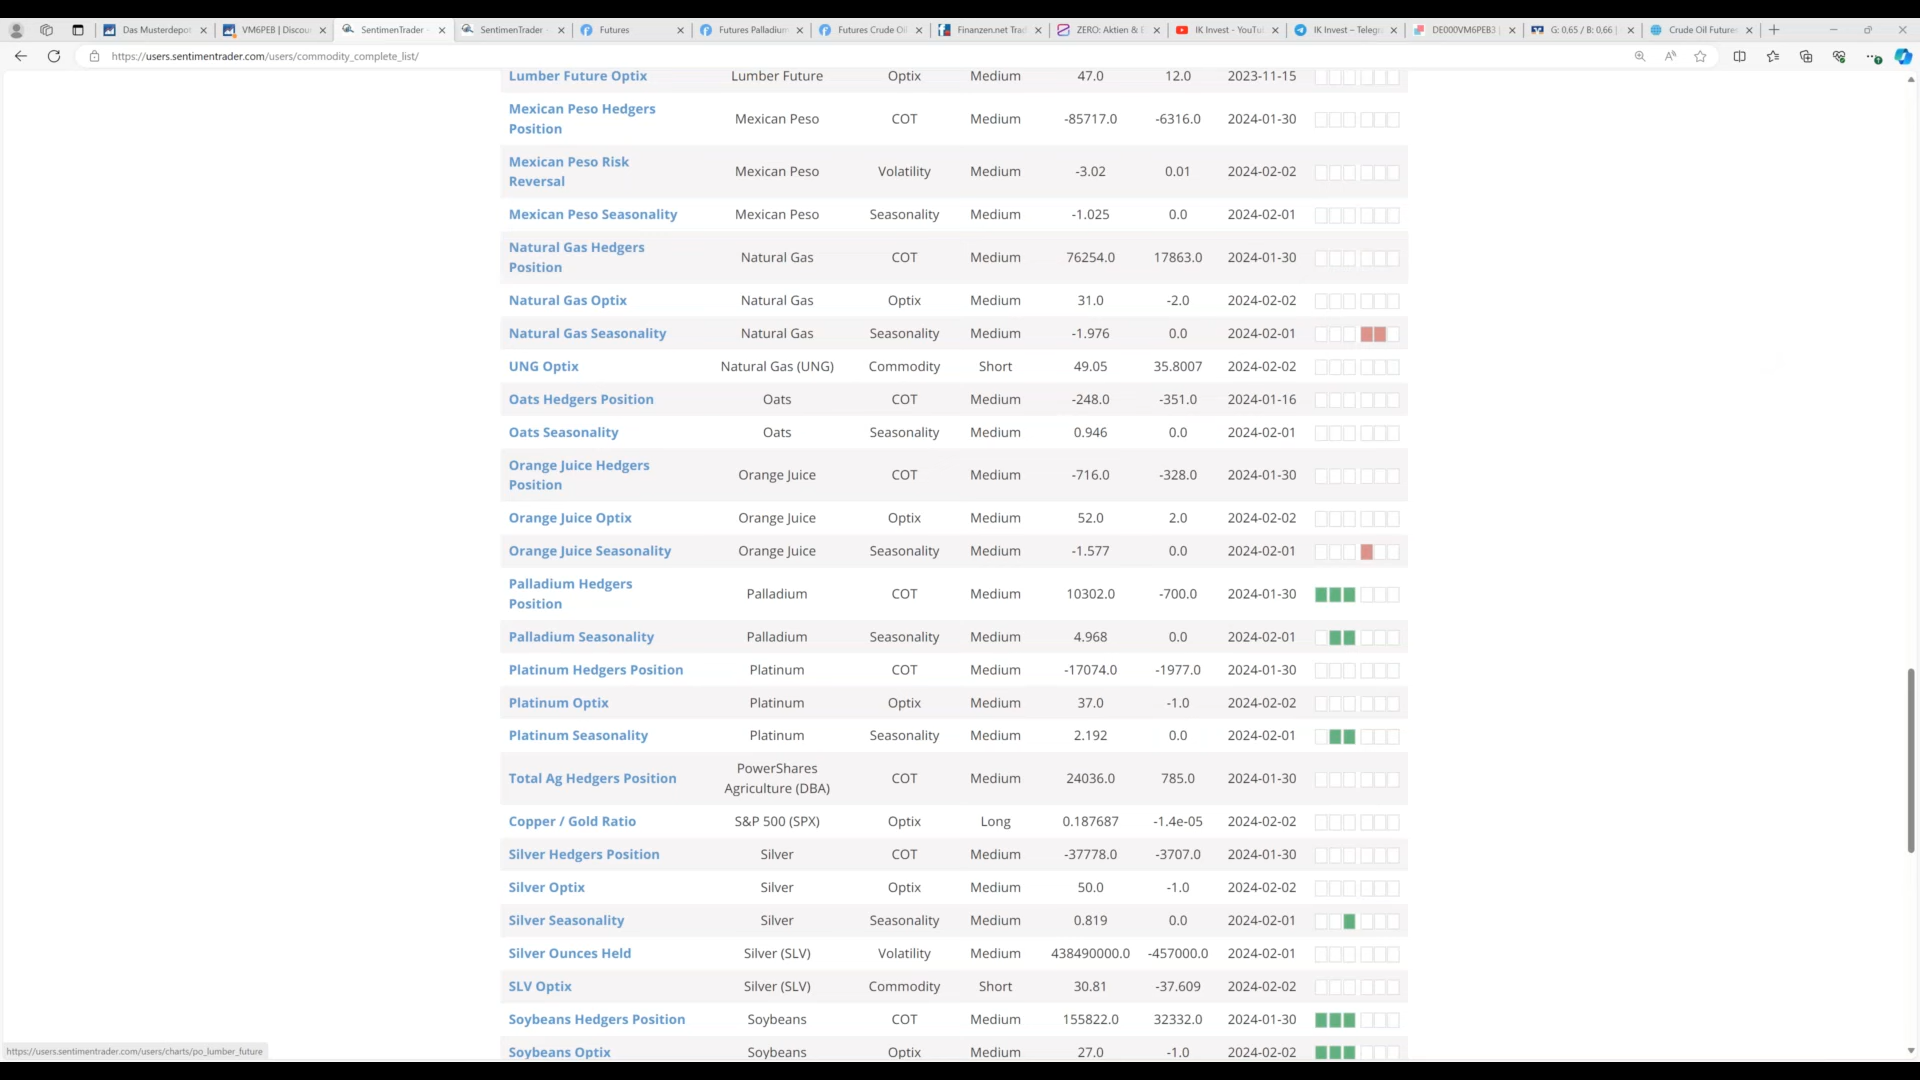 Das Musterdepot
VM6PEB | Discou
SentimenTrader
SentimenTrader
Futures
Futures Palladium
Futures Crude Oil
Finanzen.net Trad
ZERO: Aktien & E
IK Invest - YouTu
IK Invest – Telegr
DE000VM6PEB3 |
G: 0,65 / B: 0,66 |
Crude Oil Futures
https://users.sentimentrader.com/users/commodity_complete_list/
Lumber Future Optix Lumber Future Optix Medium 47.0 12.0 2023-11-15
Mexican Peso Hedgers
Position Mexican Peso COT Medium -85717.0 -6316.0 2024-01-30
Mexican Peso Risk
Reversal Mexican Peso Volatility Medium -3.02 0.01 2024-02-02
Mexican Peso Seasonality Mexican Peso Seasonality Medium -1.025 0.0 2024-02-01
Natural Gas Hedgers
Position Natural Gas COT Medium 76254.0 17863.0 2024-01-30
Natural Gas Optix Natural Gas Optix Medium 31.0 -2.0 2024-02-02
Natural Gas Seasonality Natural Gas Seasonality Medium -1.976 0.0 2024-02-01
UNG Optix Natural Gas (UNG) Commodity Short 49.05 35.8007 2024-02-02
Oats Hedgers Position Oats COT Medium -248.0 -351.0 2024-01-16
Oats Seasonality Oats Seasonality Medium 0.946 0.0 2024-02-01
Orange Juice Hedgers
Position Orange Juice COT Medium -716.0 -328.0 2024-01-30
Orange Juice Optix Orange Juice Optix Medium 52.0 2.0 2024-02-02
Orange Juice Seasonality Orange Juice Seasonality Medium -1.577 0.0 2024-02-01
Palladium Hedgers
Position Palladium COT Medium 10302.0 -700.0 2024-01-30
Palladium Seasonality Palladium Seasonality Medium 4.968 0.0 2024-02-01
Platinum Hedgers Position Platinum COT Medium -17074.0 -1977.0 2024-01-30
Platinum Optix Platinum Optix Medium 37.0 -1.0 2024-02-02
Platinum Seasonality Platinum Seasonality Medium 2.192 0.0 2024-02-01
Total Ag Hedgers Position PowerShares
Agriculture (DBA) COT Medium 24036.0 785.0 2024-01-30
Copper / Gold Ratio S&P 500 (SPX) Optix Long 0.187687 -1.4e-05 2024-02-02
Silver Hedgers Position Silver COT Medium -37778.0 -3707.0 2024-01-30
Silver Optix Silver Optix Medium 50.0 -1.0 2024-02-02
Silver Seasonality Silver Seasonality Medium 0.819 0.0 2024-02-01
Silver Ounces Held Silver (SLV) Volatility Medium 438490000.0 -457000.0 2024-02-01
SLV Optix Silver (SLV) Commodity Short 30.81 -37.609 2024-02-02
Soybeans Hedgers Position Soybeans COT Medium 155822.0 32332.0 2024-01-30
Soybeans Optix Soybeans Optix Medium 27.0 -1.0 2024-02-02
https://users.sentimentrader.com/users/charts/po_lumber_future